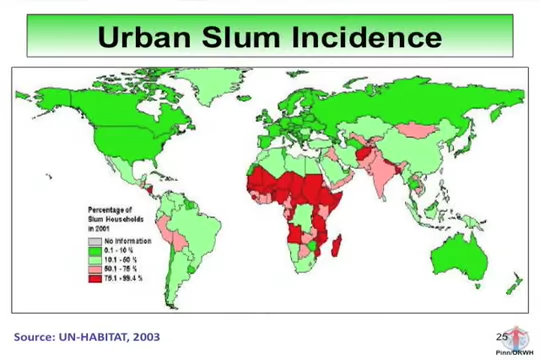 Urban Slum Incidence
Percentage of
Slum Households
in 2001
No Information
0.1 - 10 %
10.1 - 50 %
50.1 - 75 %
75.1 - 99.4 %
Source: UN-HABITAT, 2003
25
Pinn/ORWH